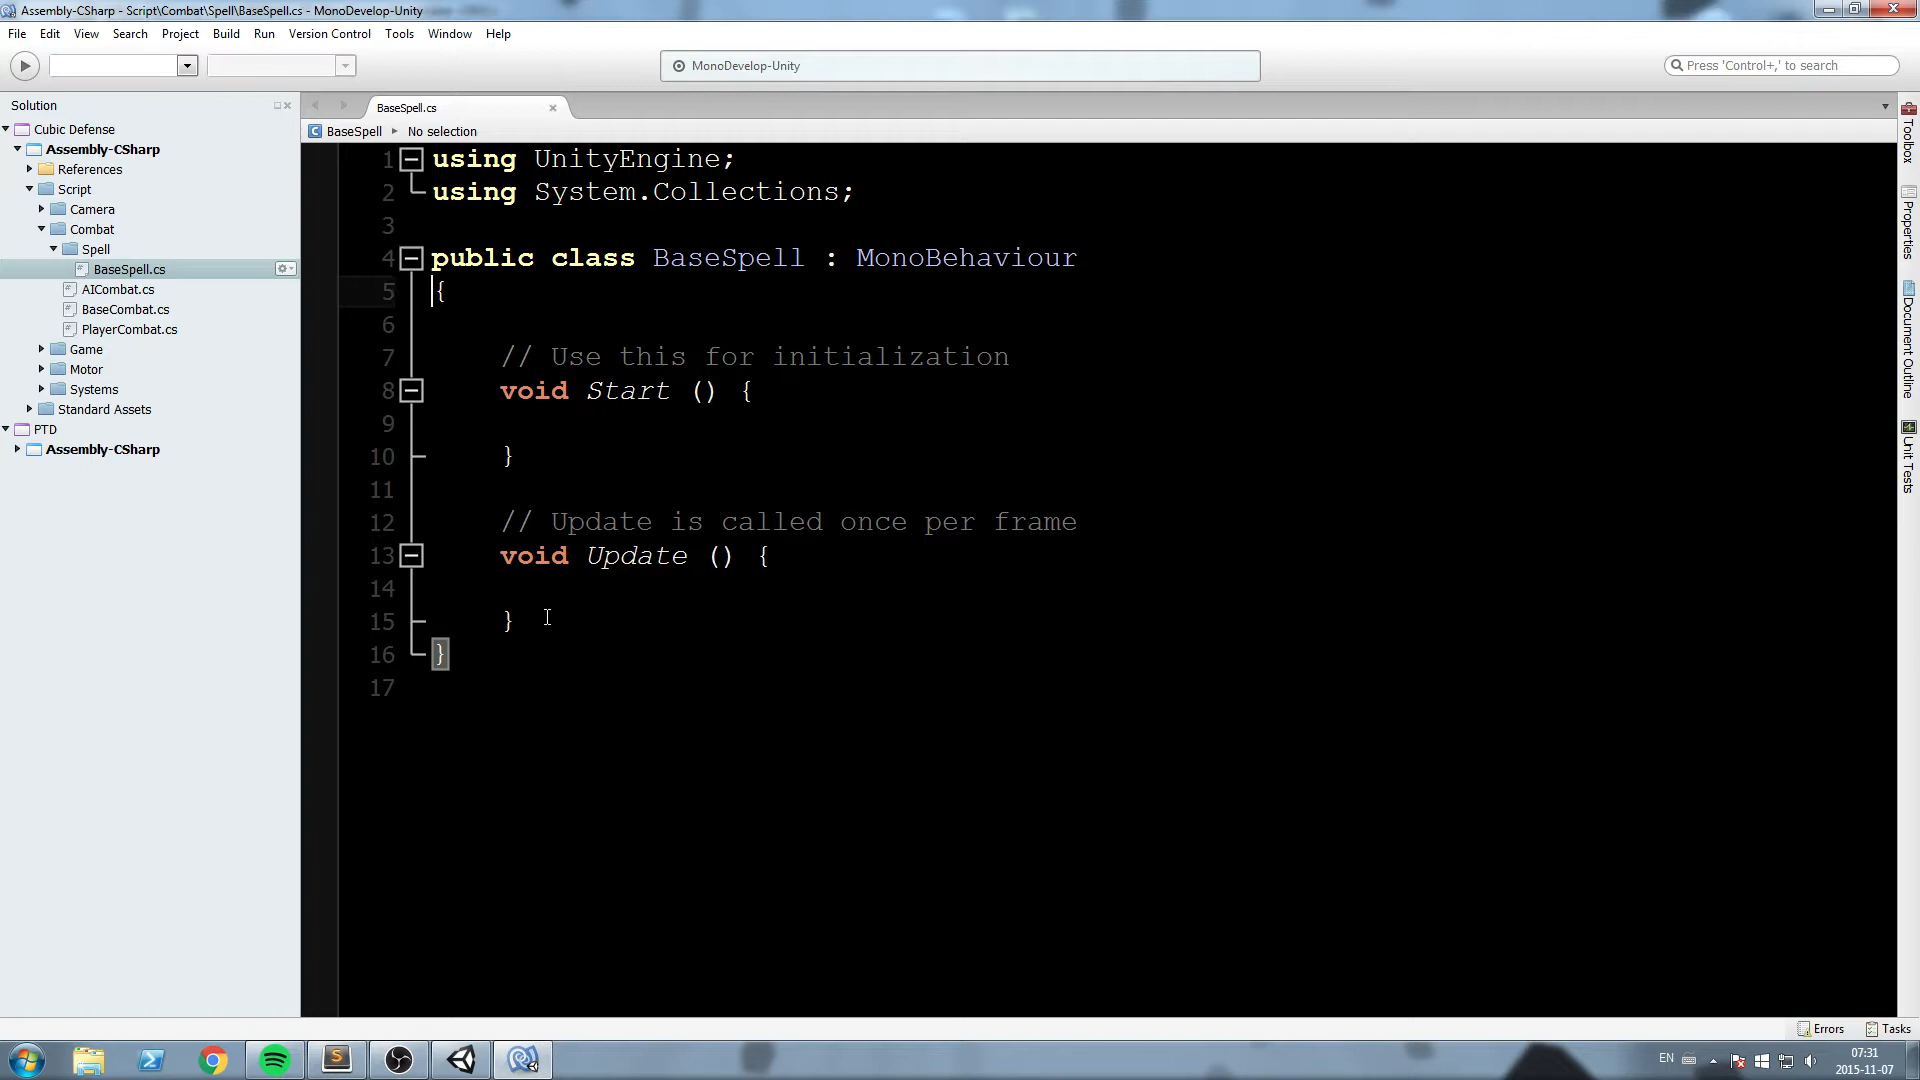 Assembly-CSharp - Script\Combat\Spell\BaseSpell.cs - MonoDevelop-Unity
File Edit View Search Project Build Run Version Control Tools Window Help
MonoDevelop-Unity
Press 'Control+,' to search
Solution
Cubic Defense
Assembly-CSharp
References
Script
Camera
Combat
Spell
BaseSpell.cs
AICombat.cs
BaseCombat.cs
PlayerCombat.cs
Game
Motor
Systems
Standard Assets
PTD
Assembly-CSharp
BaseSpell.cs
BaseSpell No selection
1 using UnityEngine;
2 using System.Collections;
3
4 public class BaseSpell : MonoBehaviour
5 {
6
7 // Use this for initialization
8 void Start () {
9
10 }
11
12 // Update is called once per frame
13 void Update () {
14
15 }
16 }
17
Toolbox
Properties
Document Outline
Unit Tests
Errors Tasks
EN
07:31
2015-11-07